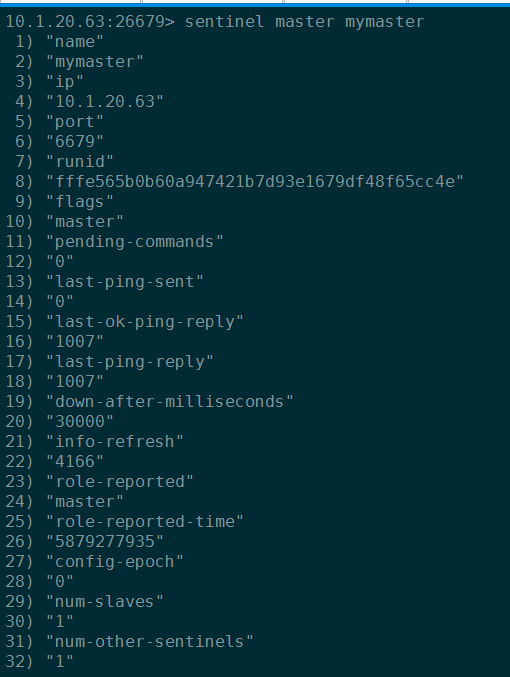 10.1.20.63:26679> sentinel master mymaster
1) "name"
2) "mymaster"
3) "ip"
4) "10.1.20.63"
5) "port"
6) "6679"
7) "runid"
8) "fffe565b0b60a947421b7d93e1679df48f65cc4e"
9) "flags"
10) "master"
11) "pending-commands"
12) "0"
13) "last-ping-sent"
14) "0"
15) "last-ok-ping-reply"
16) "1007"
17) "last-ping-reply"
18) "1007"
19) "down-after-milliseconds"
20) "30000"
21) "info-refresh"
22) "4166"
23) "role-reported"
24) "master"
25) "role-reported-time"
26) "5879277935"
27) "config-epoch"
28) "0"
29) "num-slaves"
30) "1"
31) "num-other-sentinels"
32) "1"